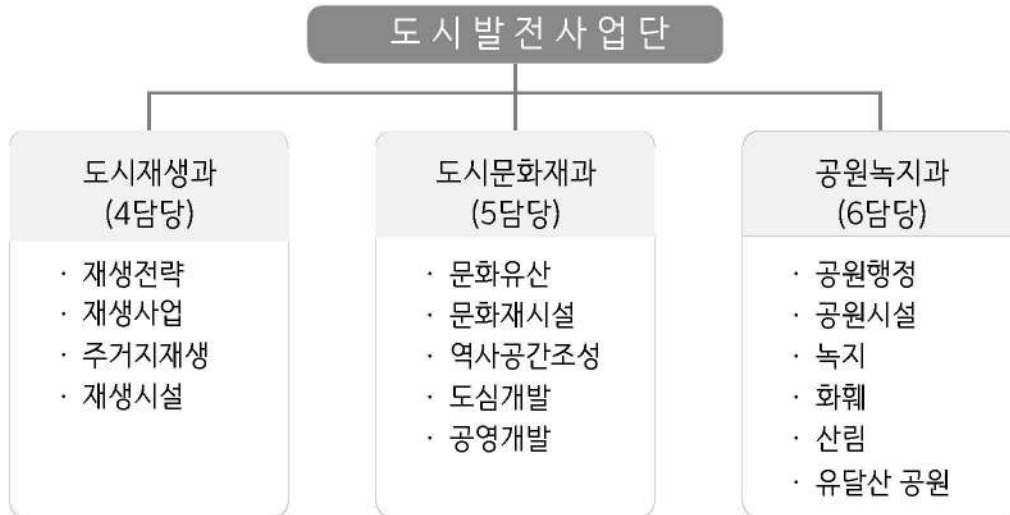 도시발전사업단
도시재생과
(4담당)
· 재생전략
· 재생사업
· 주거지재생
· 재생시설
도시문화재과
(5담당)
· 문화유산
· 문화재시설
· 역사공간조성
· 도심개발
· 공영개발
공원녹지과
(6담당)
· 공원행정
· 공원시설
· 녹지
· 화훼
· 산림
· 유달산 공원